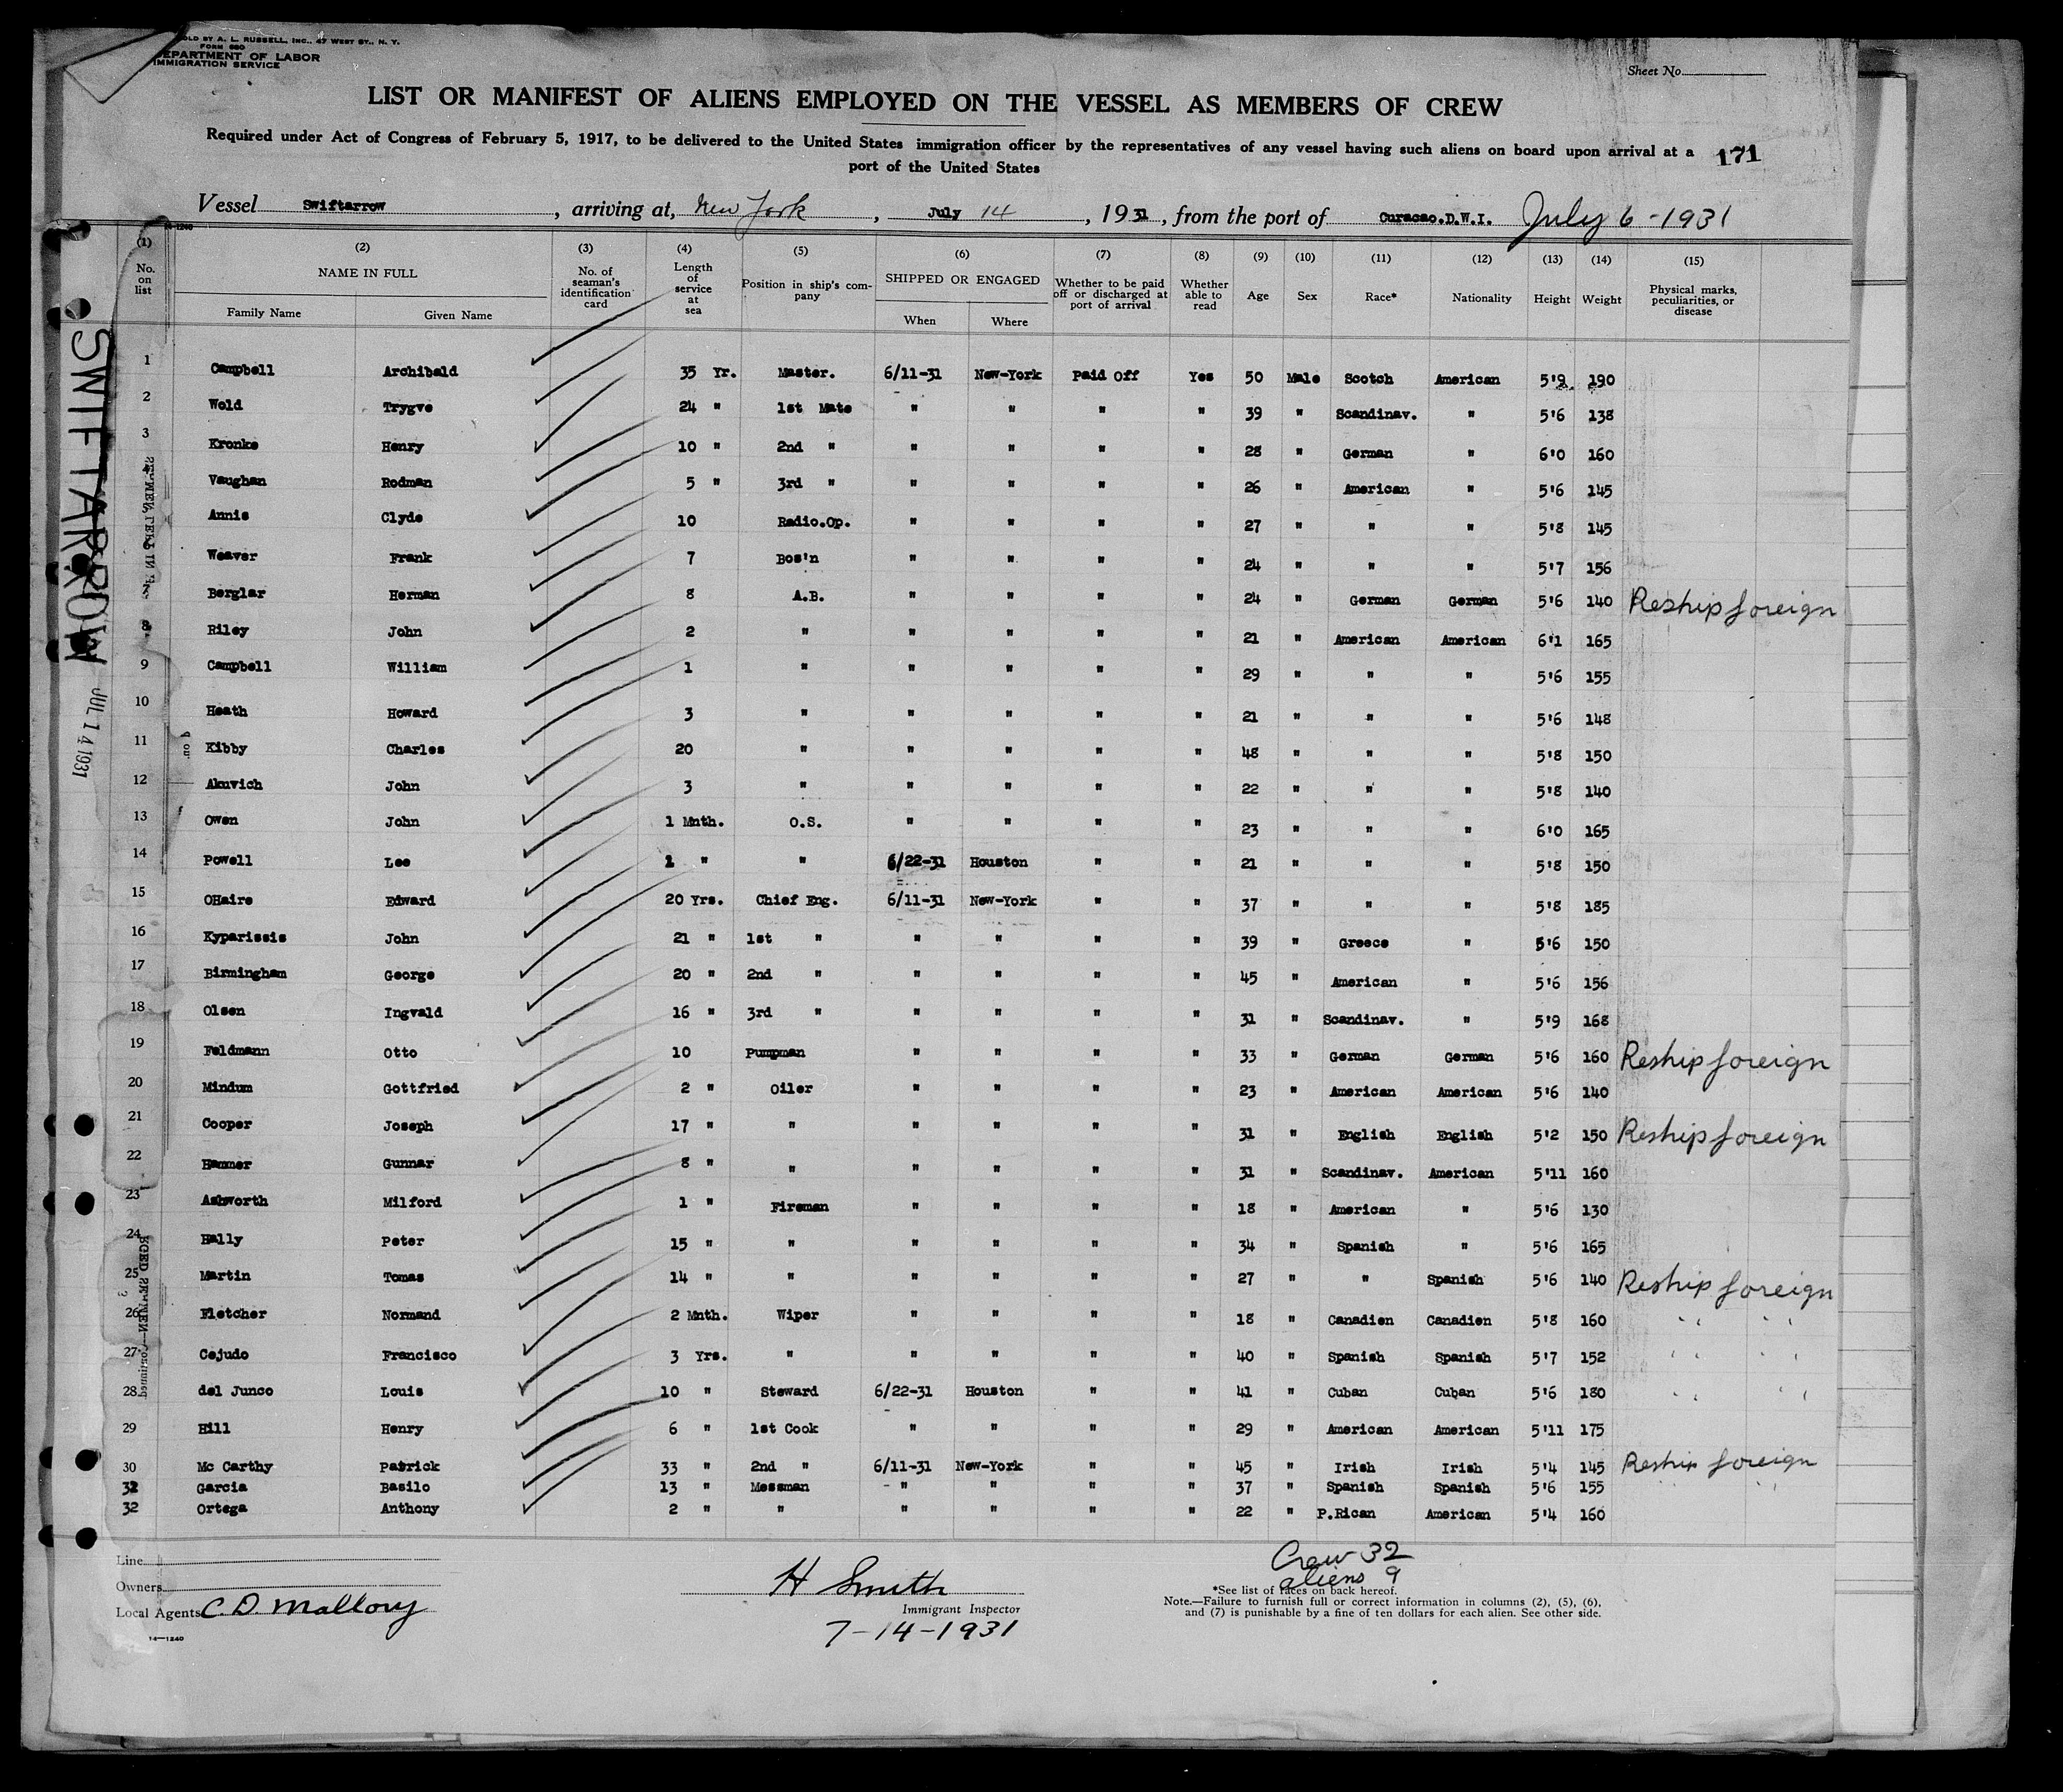 SOLD BY A. L. RUSSELL, INC., 47 WEST ST., N. Y.
FORM 680
DEPARTMENT OF LABOR
IMMIGRATION SERVICE
Sheet No.
LIST OR MANIFEST OF ALIENS EMPLOYED ON THE VESSEL AS MEMBERS OF CREW
Required under Act of Congress of February 5, 1917, to be delivered to the United States immigration officer by the representatives of any vessel having such aliens on board upon arrival at a
port of the United States
171
Vessel Swiftarrow , arriving at, New York , July 14 , 1931 , from the port of Curacao.D.W.I. July 6 -1931
14-1240
(1) (2) (3) (4) (5) (6) (7) (8) (9) (10) (11) (12) (13) (14) (15)
No. on list NAME IN FULL Family Name Given Name No. of seaman's identification card Length of service at sea Position in ship's company SHIPPED OR ENGAGED When Where Whether to be paid off or discharged at port of arrival Whether able to read Age Sex Race* Nationality Height Weight Physical marks, peculiarities, or disease
1 Campbell Archibald 35 Yr. Master. 6/11-31 New-York Paid Off Yes 50 Male Scotch American 5'9 190
2 Wold Trygve 24 " 1st Mate " " " " 39 " Scandinav. " 5'6 138
3 Kronke Henry 10 " 2nd " " " " " 28 " German " 6'0 160
Vaughan Rodman 5 " 3rd " " " " " 26 " American " 5'6 145
Annis Clyde 10 Radio.Op. " " " " 27 " " " 5'8 145
Weaver Frank 7 Bos'n " " " " 24 " " " 5'7 156
Berglar Herman 8 A.B. " " " " 24 " German German 5'6 140 Reship foreign
8 Riley John 2 " " " " " 21 " American American 6'1 165
9 Campbell William 1 " " " " " 29 " " " 5'6 155
10 Heath Howard 3 " " " " " 21 " " " 5'6 148
11 Kibby Charles 20 " " " " " 48 " " " 5'8 150
12 Akuvich John 3 " " " " " 22 " " " 5'8 140
13 Owen John 1 Mnth. O.S. " " " " 23 " " " 6'0 165
14 Powell Lee 1 " " 6/22-31 Houston " " 21 " " " 5'8 150
15 OHaire Edward 20 Yrs. Chief Eng. 6/11-31 New-York " " 37 " " " 5'8 185
16 Kyparissis John 21 " 1st " " " " " 39 " Greece " 5'6 150
17 Birmingham George 20 " 2nd " " " " " 45 " American " 5'6 156
18 Olsen Ingvald 16 " 3rd " " " " " 31 " Scandinav. " 5'9 168
19 Feldmann Otto 10 Pumpman " " " " 33 " German German 5'6 160 Reship foreign
20 Mindum Gottfried 2 " Oiler " " " " 23 " American American 5'6 140
21 Cooper Joseph 17 " " " " " " 31 " English English 5'2 150 Reship foreign
22 Hammer Gunnar 8 " " " " " " 31 " Scandinav. American 5'11 160
23 Ashworth Milford 1 " Fireman " " " " 18 " American " 5'6 130
24 Hally Peter 15 " " " " " " 34 " Spanish " 5'6 165
25 Martin Tomas 14 " " " " " " 27 " " Spanish 5'6 140 Reship foreign
26 Fletcher Normand 2 Mnth. Wiper " " " " 18 " Canadien Canadien 5'8 160 " "
27 Cejudo Francisco 3 Yrs. " " " " " 40 " Spanish Spanish 5'7 152 " "
28 del Junco Louis 10 " Steward 6/22-31 Houston " " 41 " Cuban Cuban 5'6 180 " "
29 Hill Henry 6 " 1st Cook " " " " 29 " American American 5'11 175
30 Mc Carthy Patrick 33 " 2nd " 6/11-31 New-York " " 45 " Irish Irish 5'4 145 Reship foreign
Garcia Basilo 13 " Messman " " " " 37 " Spanish Spanish 5'6 155 " "
32 Ortega Anthony 2 " " " " " " 22 " P.Rican American 5'4 160
SWIFTARROW
JUL 14 1931
Line
Owners
Local Agents C. D. Mallory
14-1240
H Smith
Immigrant Inspector
7-14-1931
Crew 32
aliens 9
*See list of races on back hereof.
Note.—Failure to furnish full or correct information in columns (2), (5), (6),
and (7) is punishable by a fine of ten dollars for each alien. See other side.